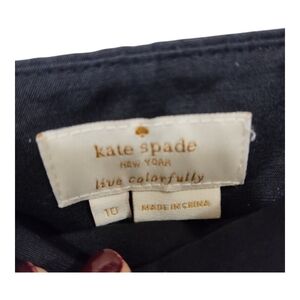 kate spade
NEW YORK
live colorfully
10
MADE IN CHINA